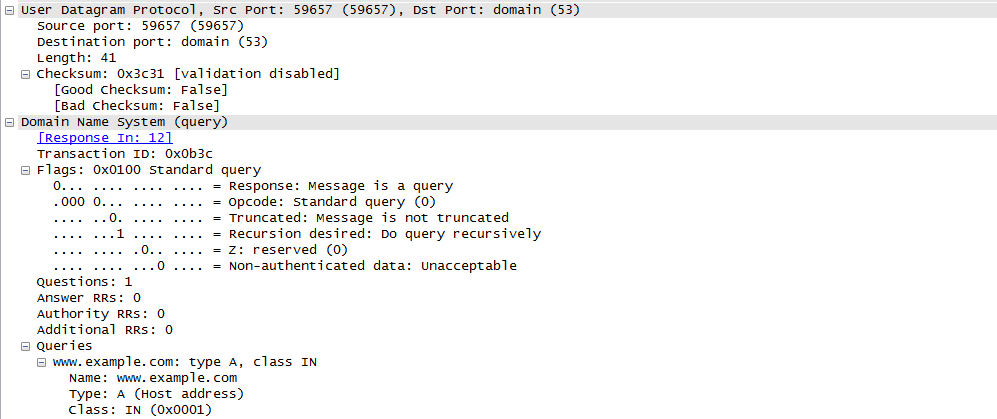 User Datagram Protocol, Src Port: 59657 (59657), Dst Port: domain (53)
Source port: 59657 (59657)
Destination port: domain (53)
Length: 41
Checksum: 0x3c31 [validation disabled]
[Good Checksum: False]
[Bad Checksum: False]
Domain Name System (query)
[Response In: 12]
Transaction ID: 0x0b3c
Flags: 0x0100 Standard query
0... .... .... .... = Response: Message is a query
.000 0... .... .... = Opcode: Standard query (0)
.... ..0. .... .... = Truncated: Message is not truncated
.... ...1 .... .... = Recursion desired: Do query recursively
.... .... .0.. .... = Z: reserved (0)
.... .... ...0 .... = Non-authenticated data: Unacceptable
Questions: 1
Answer RRs: 0
Authority RRs: 0
Additional RRs: 0
Queries
www.example.com: type A, class IN
Name: www.example.com
Type: A (Host address)
Class: IN (0x0001)